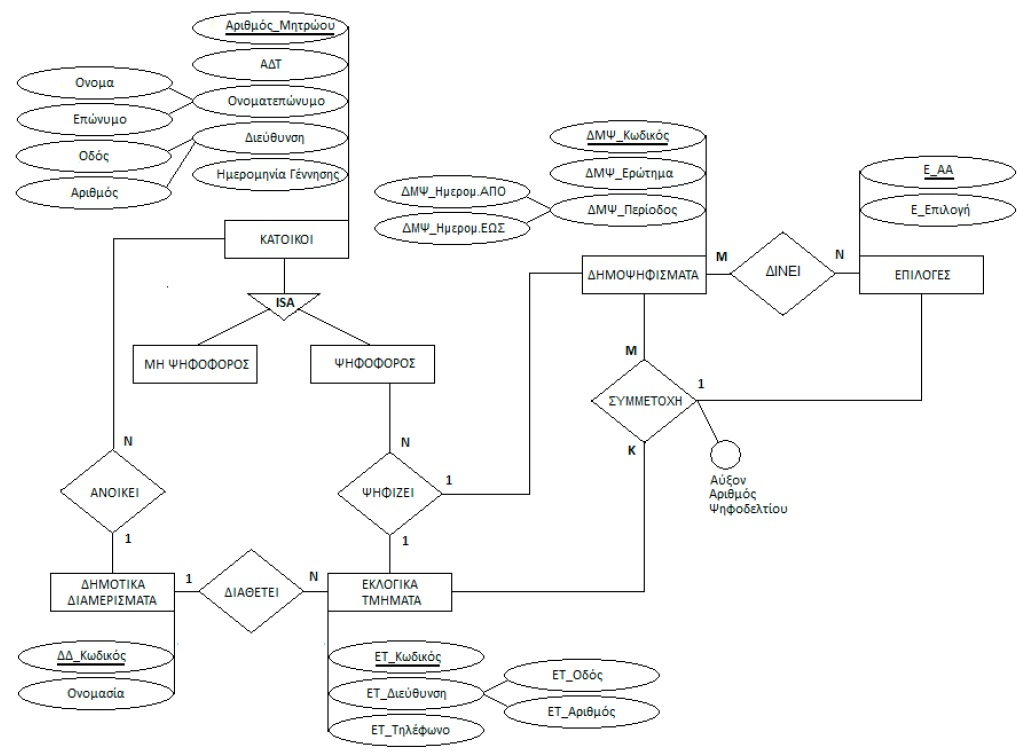 Αριθμός_Μητρώου
ΑΔΤ
Ονοματεπώνυμο
Διεύθυνση
Ημερομηνία Γέννησης
Ονομα
Επώνυμο
Οδός
Αριθμός
ΚΑΤΟΙΚΟΙ
ISA
ΜΗ ΨΗΦΟΦΟΡΟΣ
ΨΗΦΟΦΟΡΟΣ
ΔΜΨ_Κωδικός
ΔΜΨ_Ερώτημα
ΔΜΨ_Περίοδος
ΔΜΨ_Ημερομ.ΑΠΟ
ΔΜΨ_Ημερομ.ΕΩΣ
ΔΗΜΟΨΗΦΙΣΜΑΤΑ
Μ
ΔΙΝΕΙ
Ν
Ε_ΑΑ
Ε_Επιλογή
ΕΠΙΛΟΓΕΣ
Μ
ΣΥΜΜΕΤΟΧΗ
1
Κ
Αύξον
Αριθμός
Ψηφοδελτίου
Ν
ΑΝΟΙΚΕΙ
1
Ν
ΨΗΦΙΖΕΙ
1
1
ΔΗΜΟΤΙΚΑ
ΔΙΑΜΕΡΙΣΜΑΤΑ
1
ΔΙΑΘΕΤΕΙ
Ν
ΕΚΛΟΓΙΚΑ
ΤΜΗΜΑΤΑ
ΔΔ_Κωδικός
Ονομασία
ΕΤ_Κωδικός
ΕΤ_Διεύθυνση
ΕΤ_Τηλέφωνο
ΕΤ_Οδός
ΕΤ_Αριθμός